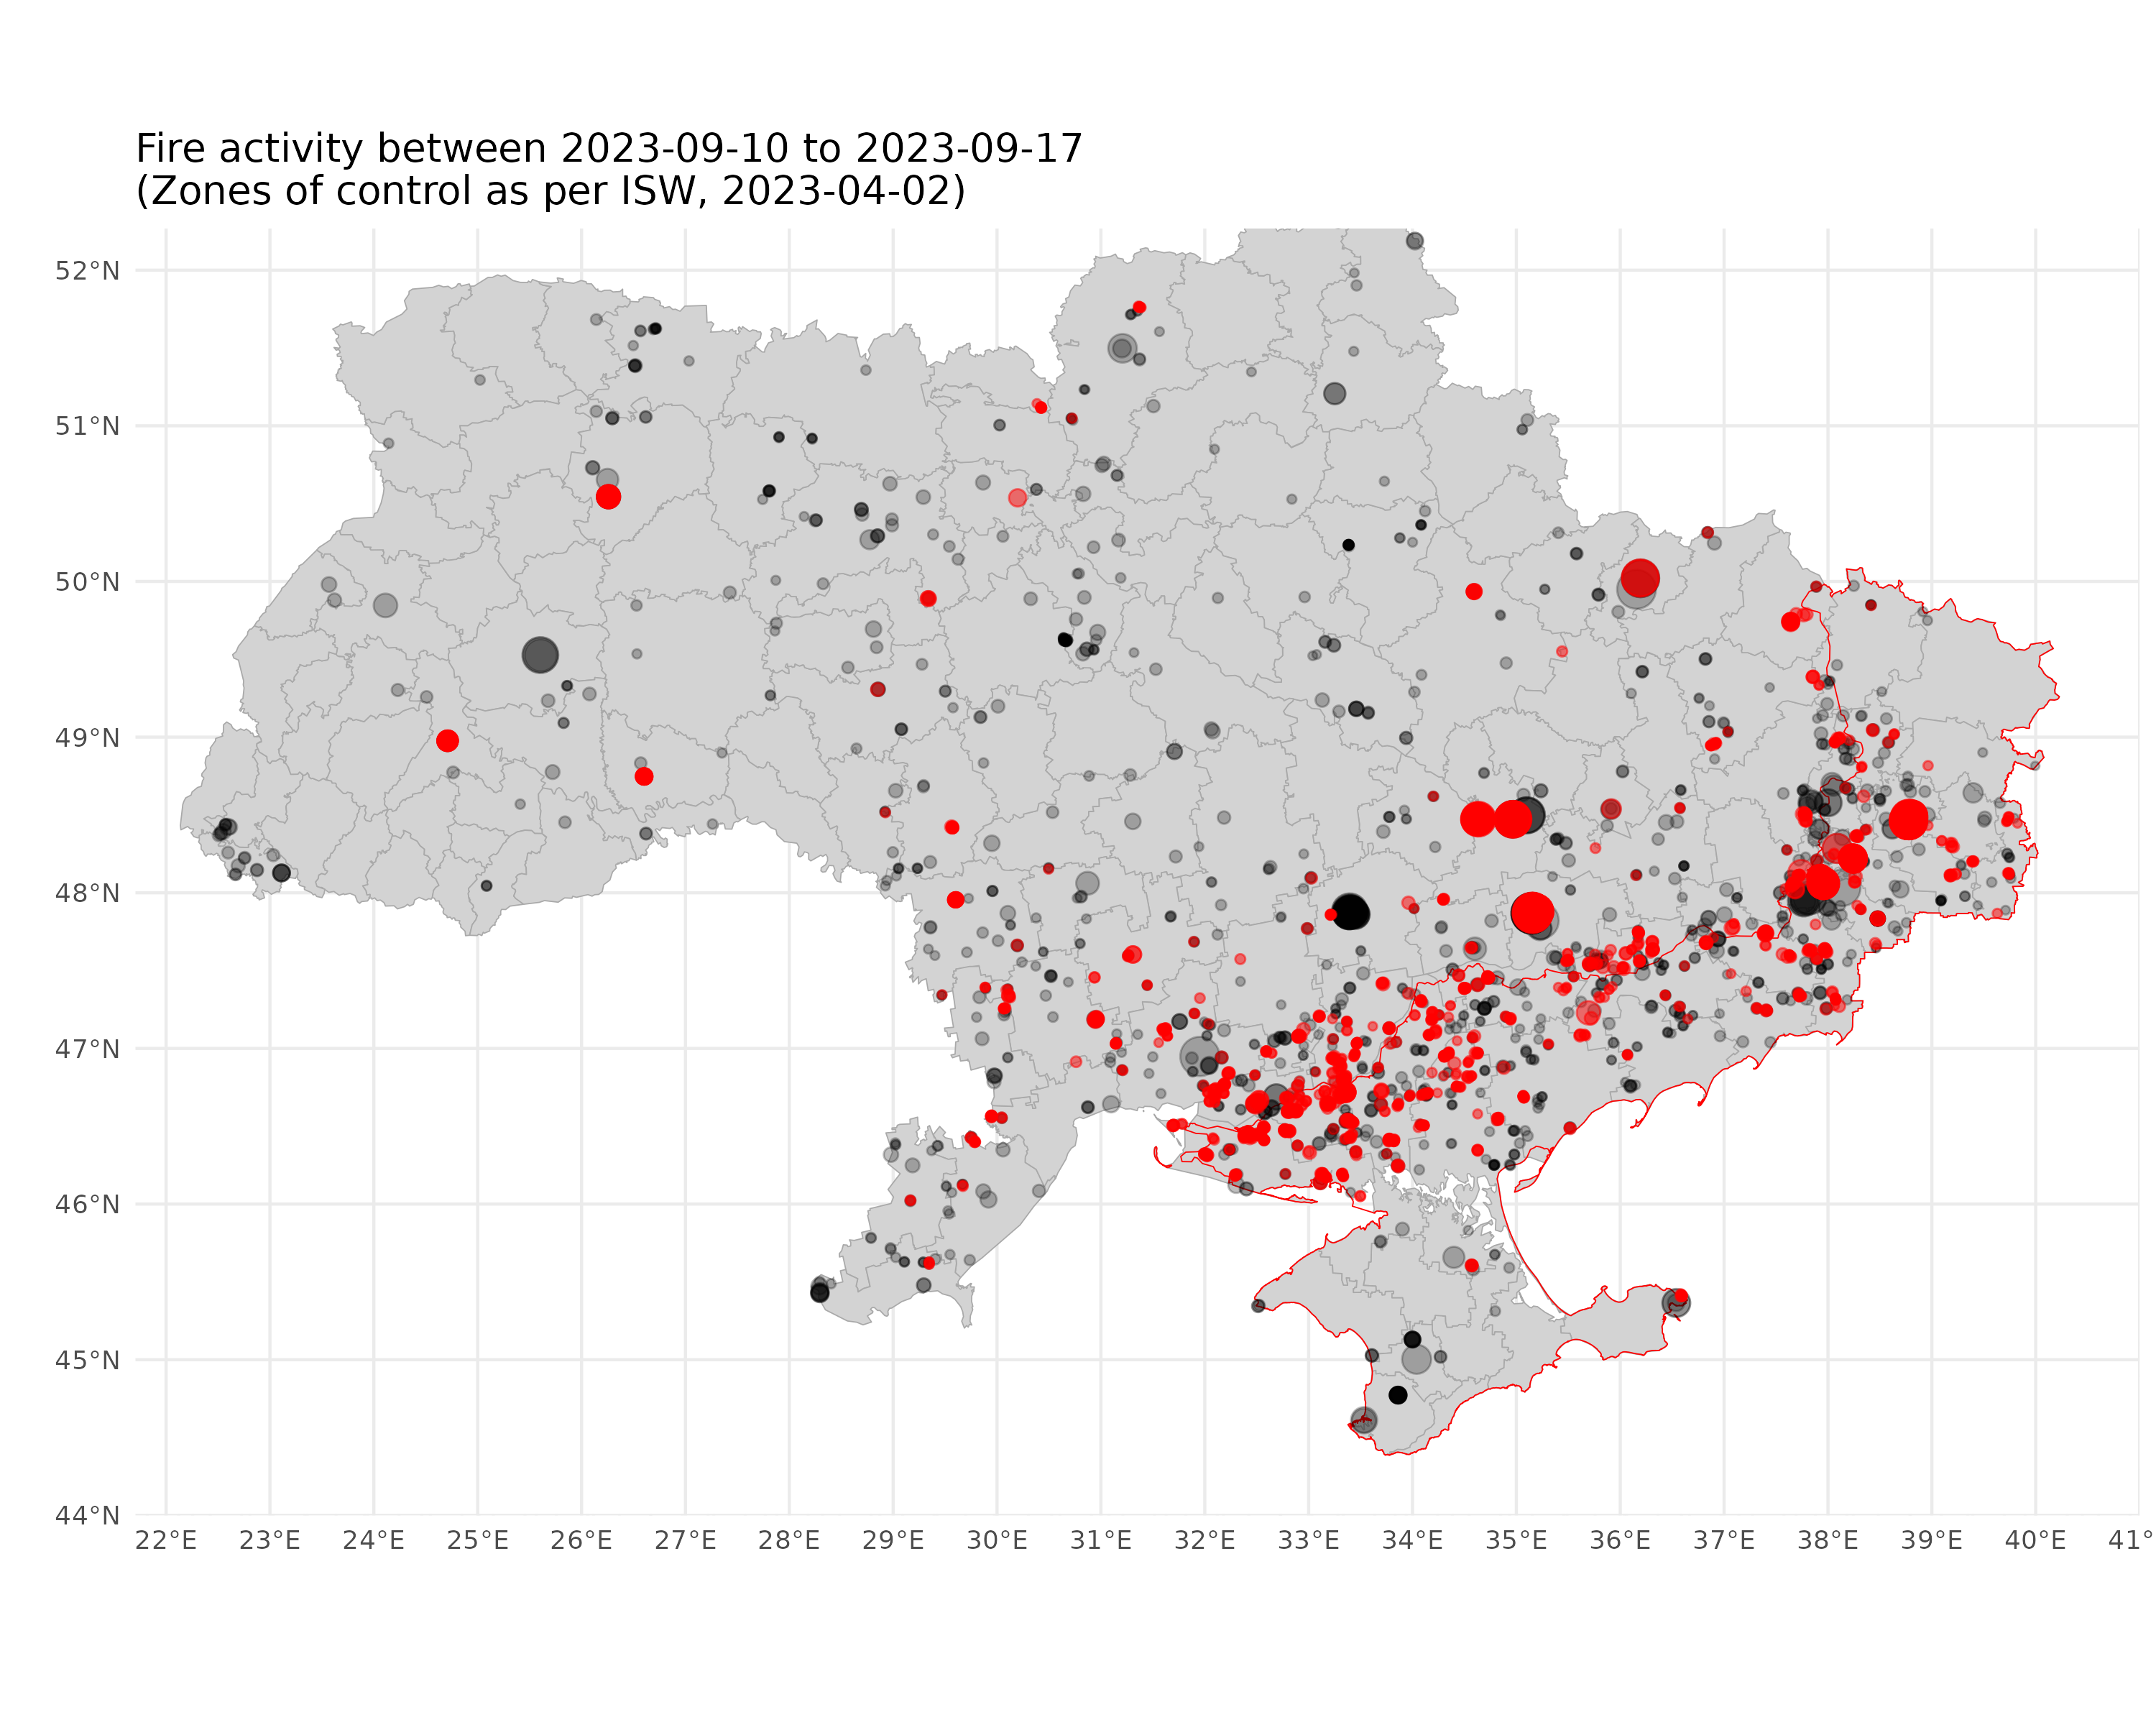 Fire activity between 2023-09-10 to 2023-09-17
(Zones of control as per ISW, 2023-04-02)
52°N
51°N
50°N
49°N
48°N
47°N
46°N
45°N
44°N
22°E 23°E 24°E 25°E 26°E 27°E 28°E 29°E 30°E 31°E 32°E 33°E 34°E 35°E 36°E 37°E 38°E 39°E 40°E 41°